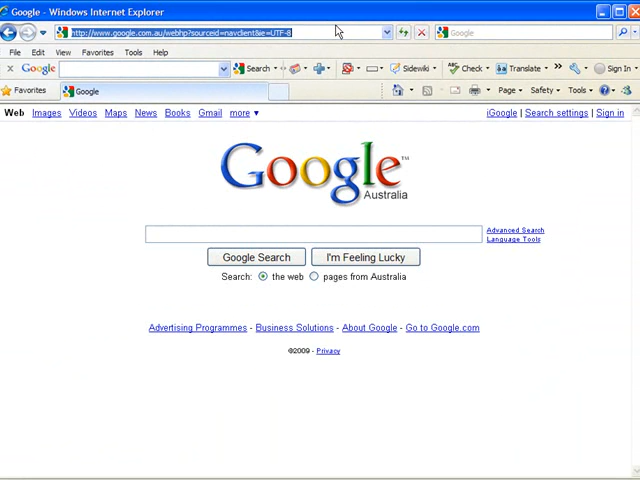 Google - Windows Internet Explorer
http://www.google.com.au/webhp?sourceid=navclient&ie=UTF-8
Google
File Edit View Favorites Tools Help
Google Search Sidewiki Check Translate » Sign In
Favorites Google Page Safety Tools
Web Images Videos Maps News Books Gmail more ▼ iGoogle | Search settings | Sign in
Google™
Australia
Advanced Search
Language Tools
Google Search I'm Feeling Lucky
Search: the web pages from Australia
Advertising Programmes - Business Solutions - About Google - Go to Google.com
©2009 - Privacy